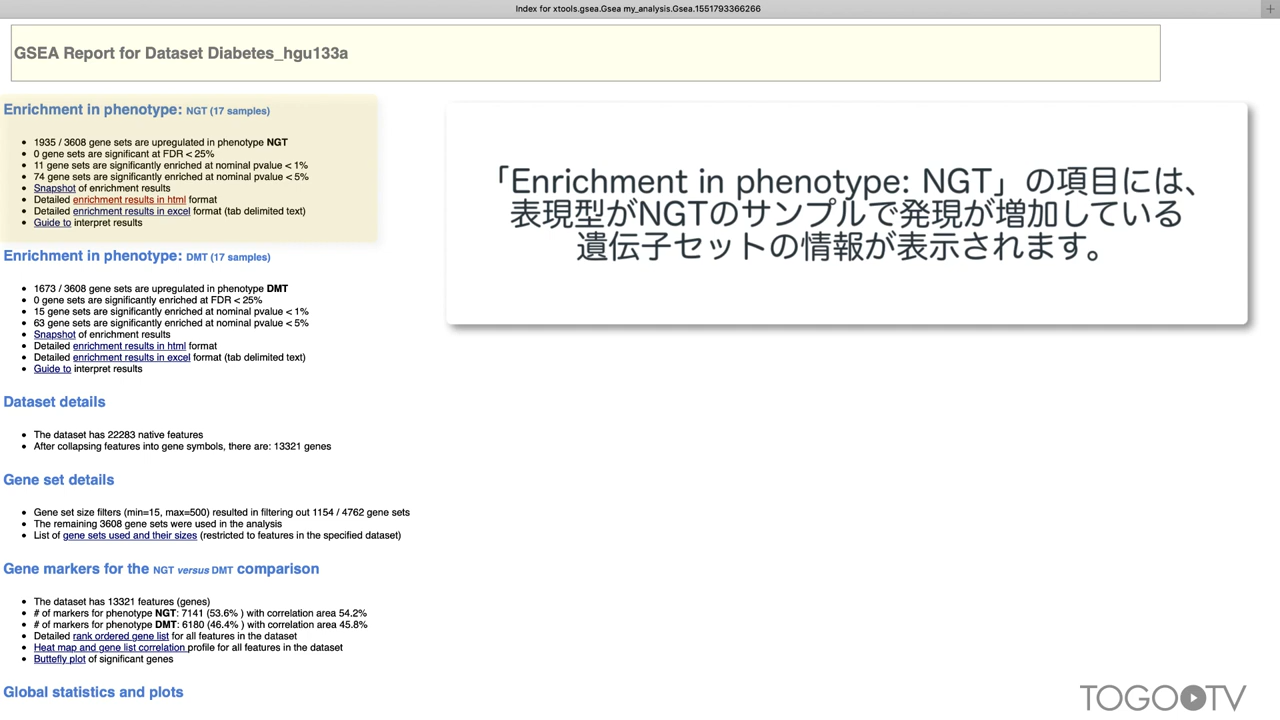 Index for xtools.gsea.Gsea my_analysis.Gsea.1551793366266
GSEA Report for Dataset Diabetes_hgu133a
Enrichment in phenotype: NGT (17 samples)
1935 / 3608 gene sets are upregulated in phenotype NGT
0 gene sets are significant at FDR < 25%
11 gene sets are significantly enriched at nominal pvalue < 1%
74 gene sets are significantly enriched at nominal pvalue < 5%
Snapshot of enrichment results
Detailed enrichment results in html format
Detailed enrichment results in excel format (tab delimited text)
Guide to interpret results
「Enrichment in phenotype: NGT」の項目には、
表現型がNGTのサンプルで発現が増加している
遺伝子セットの情報が表示されます。
Enrichment in phenotype: DMT (17 samples)
1673 / 3608 gene sets are upregulated in phenotype DMT
0 gene sets are significantly enriched at FDR < 25%
15 gene sets are significantly enriched at nominal pvalue < 1%
63 gene sets are significantly enriched at nominal pvalue < 5%
Snapshot of enrichment results
Detailed enrichment results in html format
Detailed enrichment results in excel format (tab delimited text)
Guide to interpret results
Dataset details
The dataset has 22283 native features
After collapsing features into gene symbols, there are: 13321 genes
Gene set details
Gene set size filters (min=15, max=500) resulted in filtering out 1154 / 4762 gene sets
The remaining 3608 gene sets were used in the analysis
List of gene sets used and their sizes (restricted to features in the specified dataset)
Gene markers for the NGT versus DMT comparison
The dataset has 13321 features (genes)
# of markers for phenotype NGT: 7141 (53.6% ) with correlation area 54.2%
# of markers for phenotype DMT: 6180 (46.4% ) with correlation area 45.8%
Detailed rank ordered gene list for all features in the dataset
Heat map and gene list correlation profile for all features in the dataset
Buttefly plot of significant genes
Global statistics and plots
TOGO TV